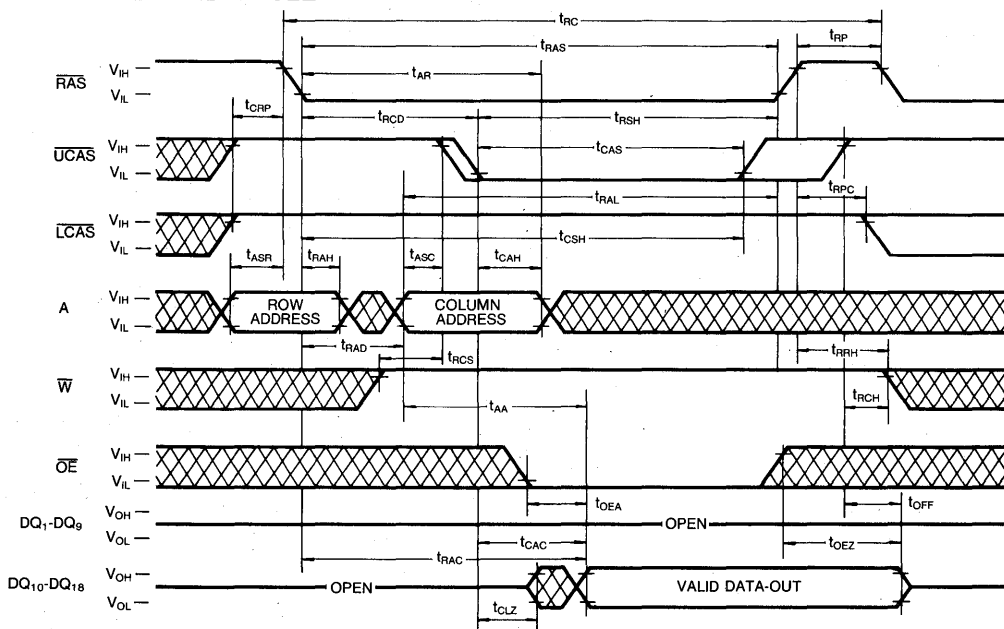 tRC
tRAS
tRP
tAR
RAS
VIH
VIL
tCRP
tRCD
tRSH
UCAS
VIH
VIL
tCAS
tRAL
tRPC
LCAS
VIH
VIL
tCSH
tASR
tRAH
tASC
tCAH
A
VIH
VIL
ROW
ADDRESS
COLUMN
ADDRESS
tRAD
tRCS
tRRH
W
VIH
VIL
tAA
tRCH
OE
VIH
VIL
tOEA
tOFF
DQ1-DQ9
VOH
VOL
OPEN
tCAC
tOEZ
tRAC
DQ10-DQ18
VOH
VOL
OPEN
VALID DATA-OUT
tCLZ